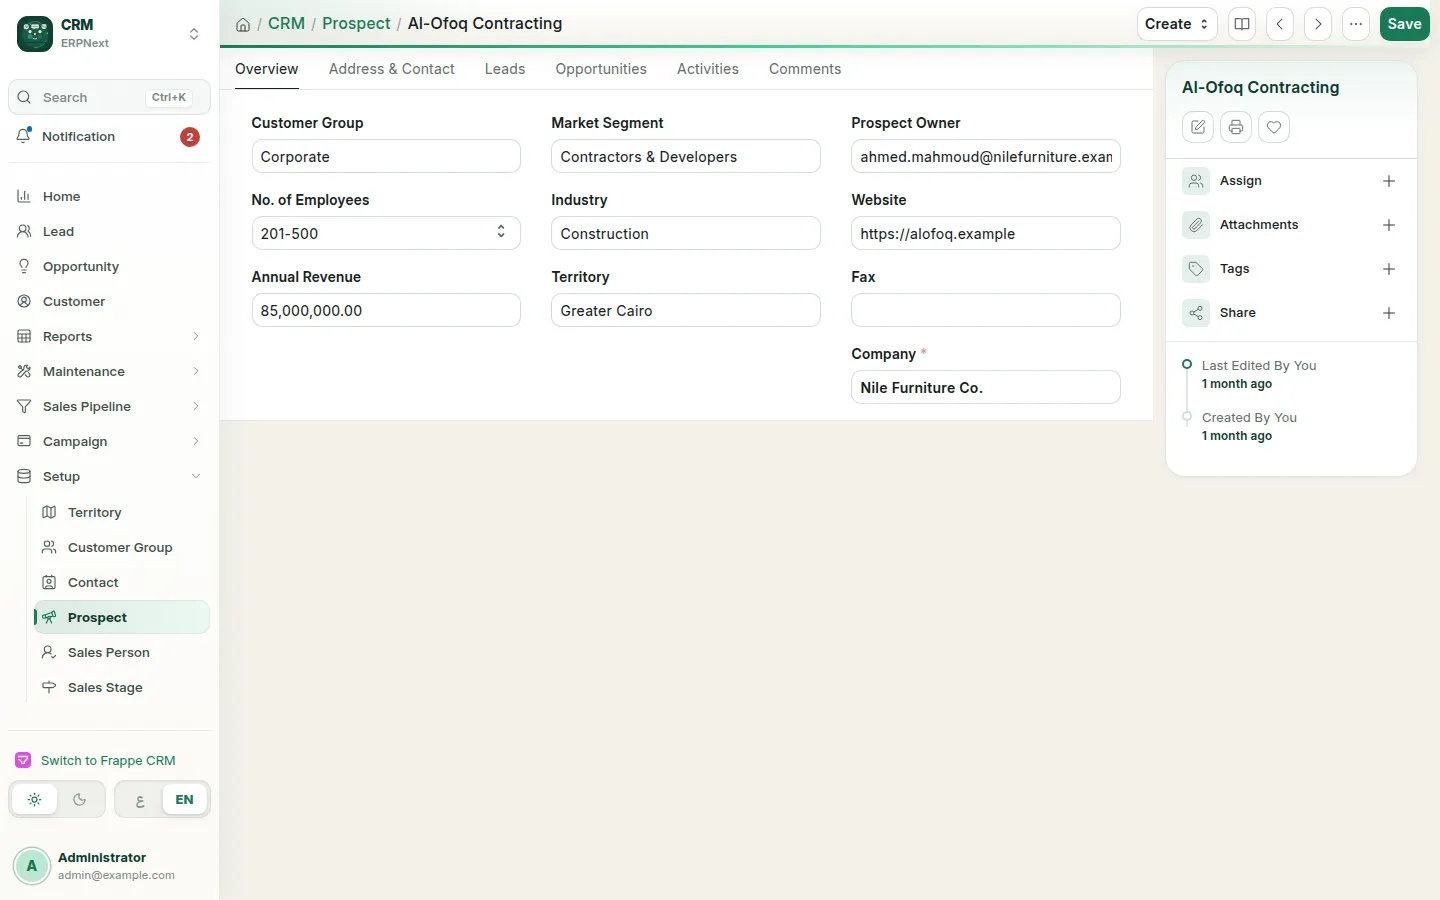 CRM
ERPNext
Search
Ctrl+K
Notification
2
Home
Lead
Opportunity
Customer
Reports
Maintenance
Sales Pipeline
Campaign
Setup
Territory
Customer Group
Contact
Prospect
Sales Person
Sales Stage
Switch to Frappe CRM
ع
EN
A
Administrator
admin@example.com
/ CRM / Prospect / Al-Ofoq Contracting
Create
Save
Overview
Address & Contact
Leads
Opportunities
Activities
Comments
Customer Group
Corporate
Market Segment
Contractors & Developers
Prospect Owner
ahmed.mahmoud@nilefurniture.exam
No. of Employees
201-500
Industry
Construction
Website
https://alofoq.example
Annual Revenue
85,000,000.00
Territory
Greater Cairo
Fax
Company *
Nile Furniture Co.
Al-Ofoq Contracting
Assign
Attachments
Tags
Share
Last Edited By You
1 month ago
Created By You
1 month ago